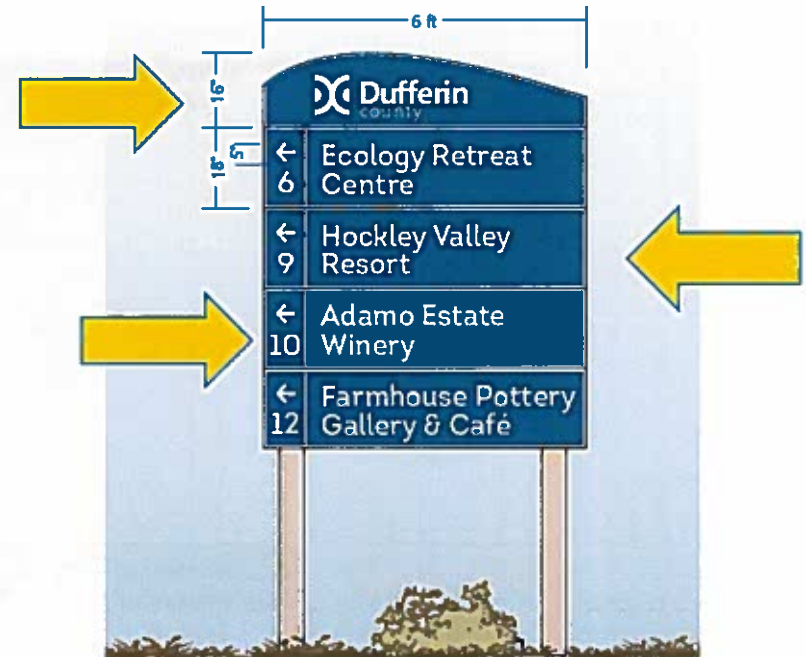 6 ft
16"
Dufferin
county
18"
5"
← Ecology Retreat
6 Centre
← Hockley Valley
9 Resort
← Adamo Estate
10 Winery
← Farmhouse Pottery
12 Gallery & Café